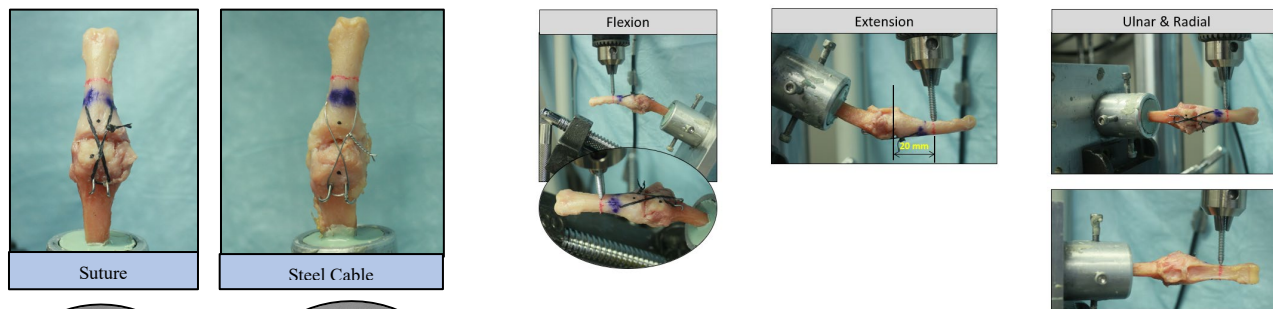 Suture
Steel Cable
Flexion
Extension
20 mm
Ulnar & Radial